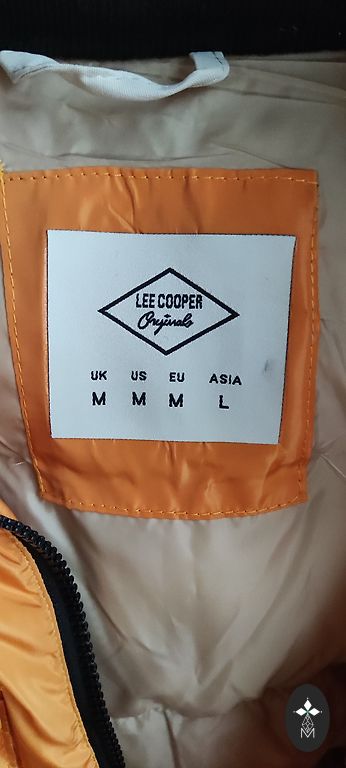 LEE COOPER
Originals
UK US EU ASIA
M M M L
M